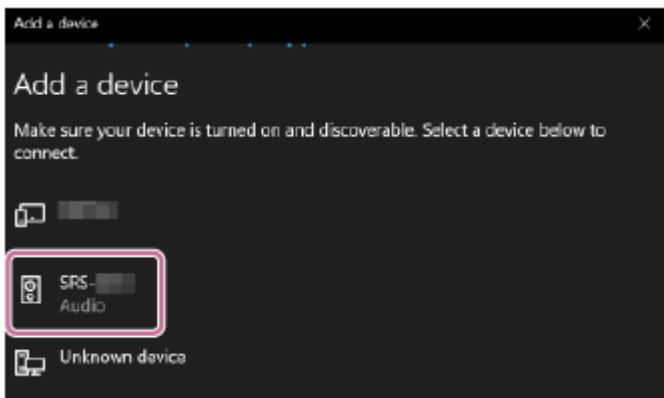 Add a device
Add a device
Make sure your device is turned on and discoverable. Select a device below to
connect.
SRS-
Audio
Unknown device